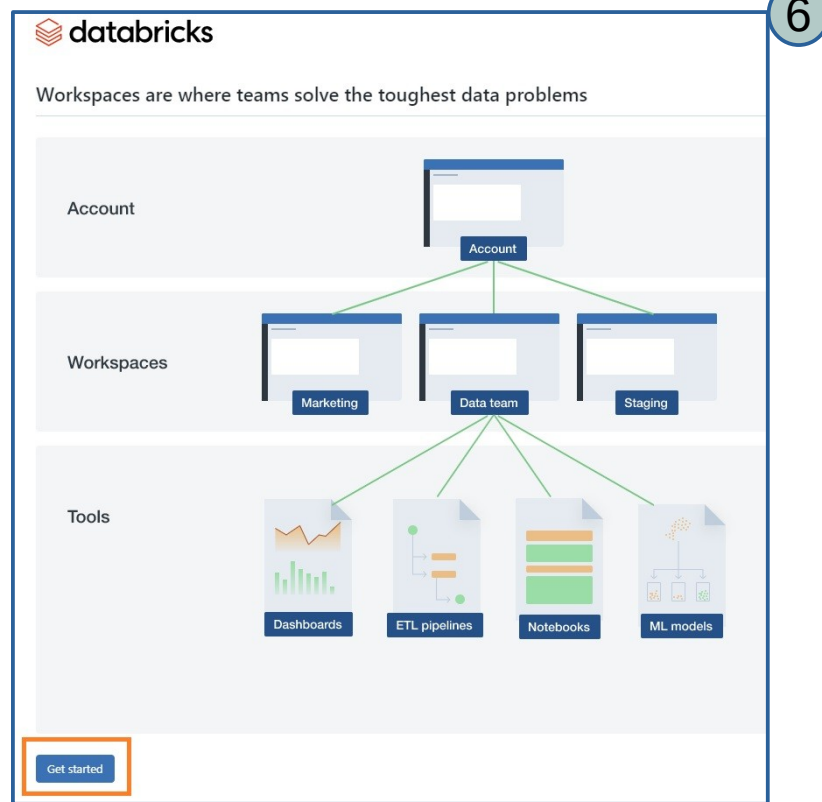 6
databricks
Workspaces are where teams solve the toughest data problems
Account
Account
Workspaces
Marketing
Data team
Staging
Tools
Dashboards
ETL pipelines
Notebooks
ML models
Get started